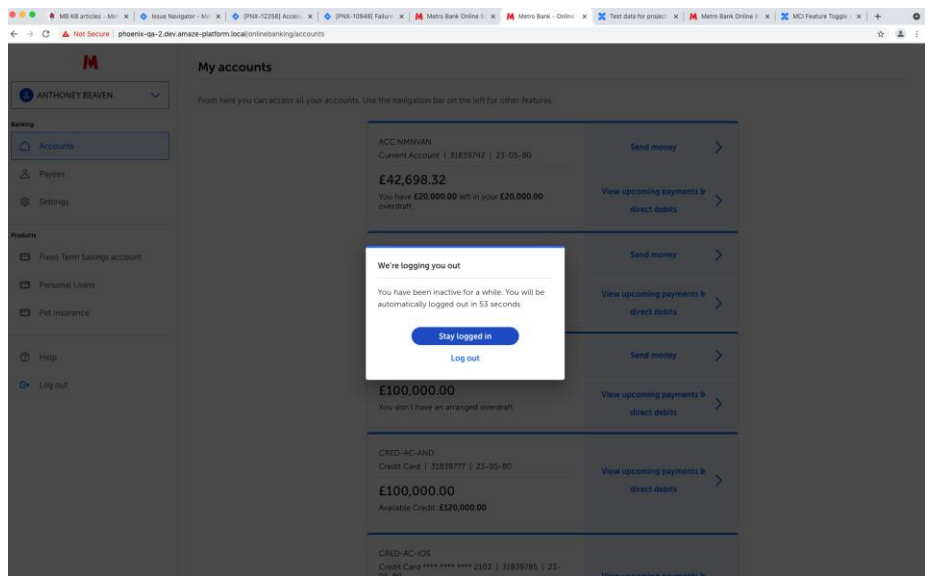 MB KB articles - Met
Issue Navigator - Met
[PNX-12258] Access
[PNX-10948] Failure
Metro Bank Online B
Metro Bank - Online
Test data for project
Metro Bank Online B
MCI Feature Toggle
Not Secure | phoenix-qa-2.dev.amaze-platform.local/onlinebanking/accounts
M
ANTHONEY BEAVEN
Banking
Accounts
Payees
Settings
Products
Fixed Term Savings account
Personal Loans
Pet insurance
Help
Log out
My accounts
From here you can access all your accounts. Use the navigation bar on the left for other features.
ACC NMNVAN
Current Account | 31839742 | 23-05-80
£42,698.32
You have £20,000.00 left in your £20,000.00
overdraft
Send money
View upcoming payments &
direct debits
Send money
View upcoming payments &
direct debits
We're logging you out
You have been inactive for a while. You will be
automatically logged out in 53 seconds
Stay logged in
Log out
Send money
£100,000.00
You don't have an arranged overdraft
View upcoming payments &
direct debits
CRED-AC-AND
Credit Card | 31839777 | 23-05-80
£100,000.00
Available Credit: £120,000.00
View upcoming payments &
direct debits
CRED-AC-IOS
Credit Card **** **** **** 2103 | 31839785 | 23-
05-80
View upcoming payments &